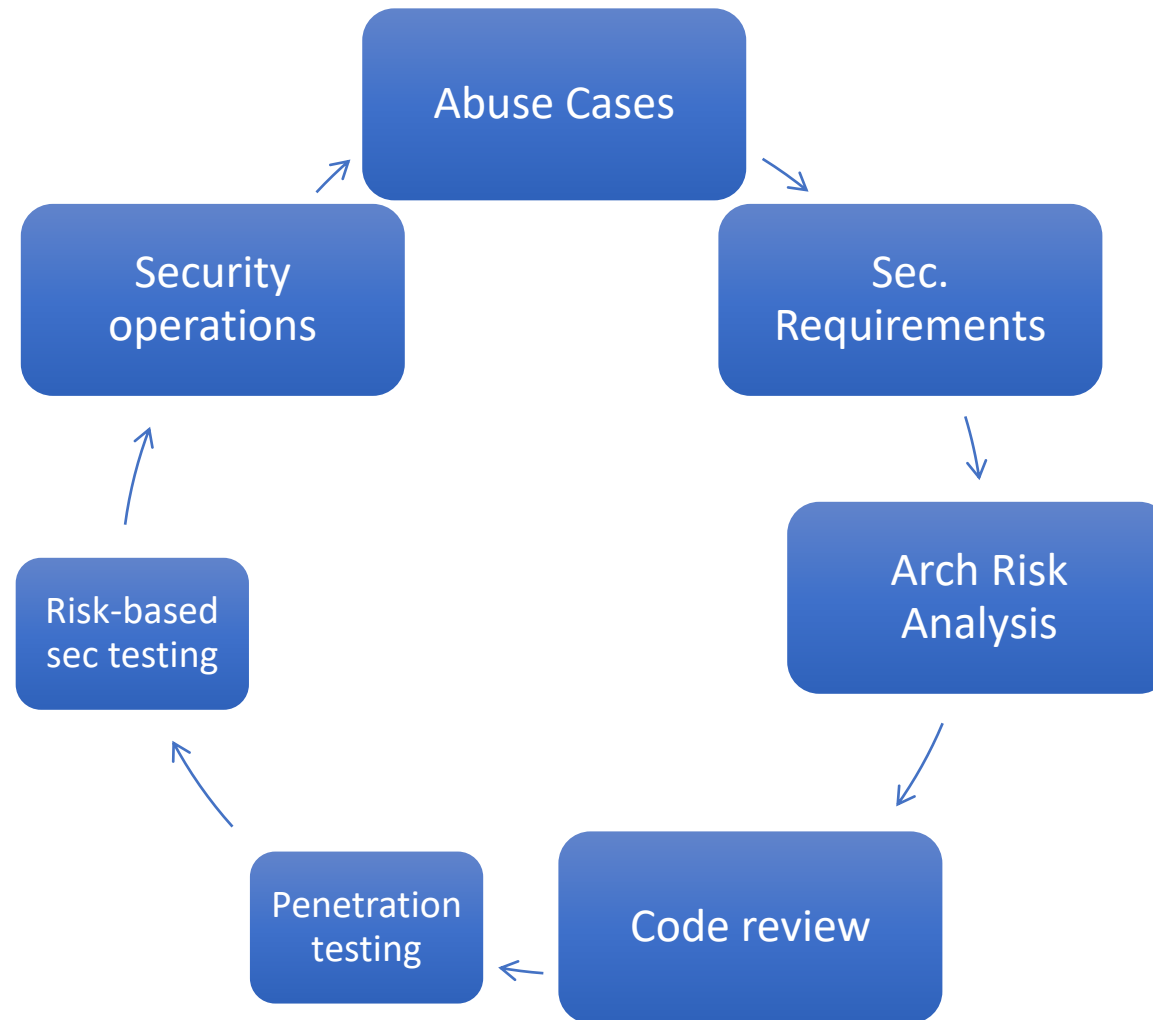 Abuse Cases
Sec.
Requirements
Arch Risk
Analysis
Code review
Penetration
testing
Risk-based
sec testing
Security
operations